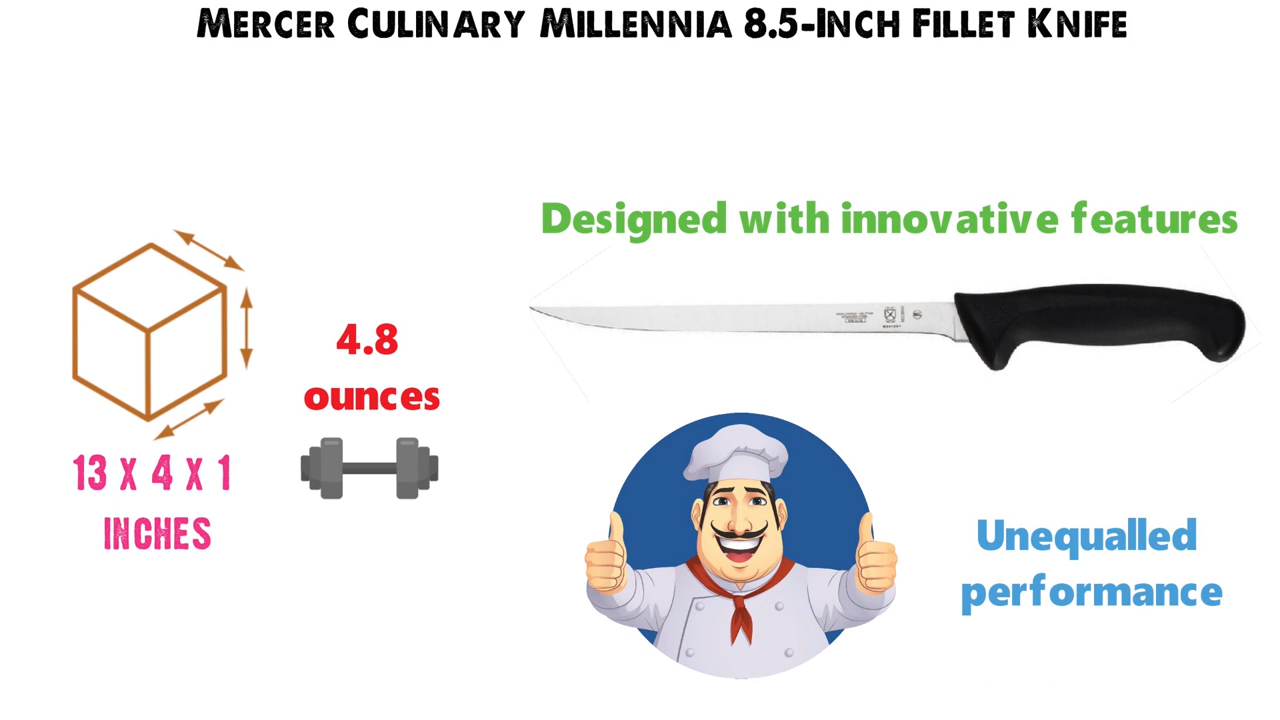 Mercer Culinary Millennia 8.5-Inch Fillet Knife
Designed with innovative features
4.8
ounces
13 x 4 x 1
INCHES
Unequalled
performance